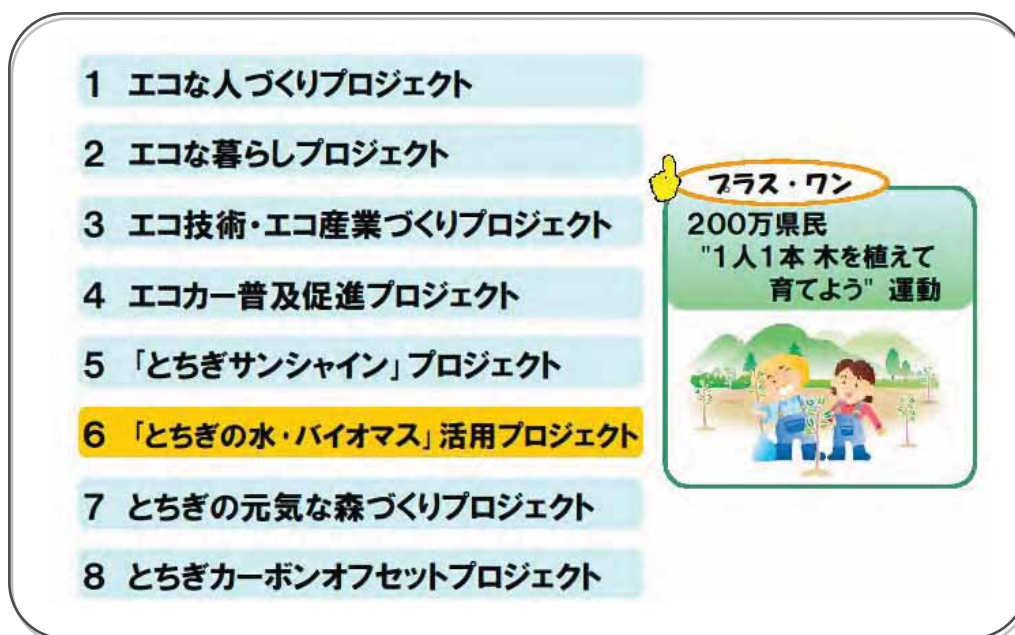 1 エコな人づくりプロジェクト
2 エコな暮らしプロジェクト
3 エコ技術・エコ産業づくりプロジェクト
4 エコカー普及促進プロジェクト
5 「とちぎサンシャイン」プロジェクト
6 「とちぎの水・バイオマス」活用プロジェクト
7 とちぎの元気な森づくりプロジェクト
8 とちぎカーボンオフセットプロジェクト
プラス・ワン
200万県民
"1人1本 木を植えて
育てよう" 運動